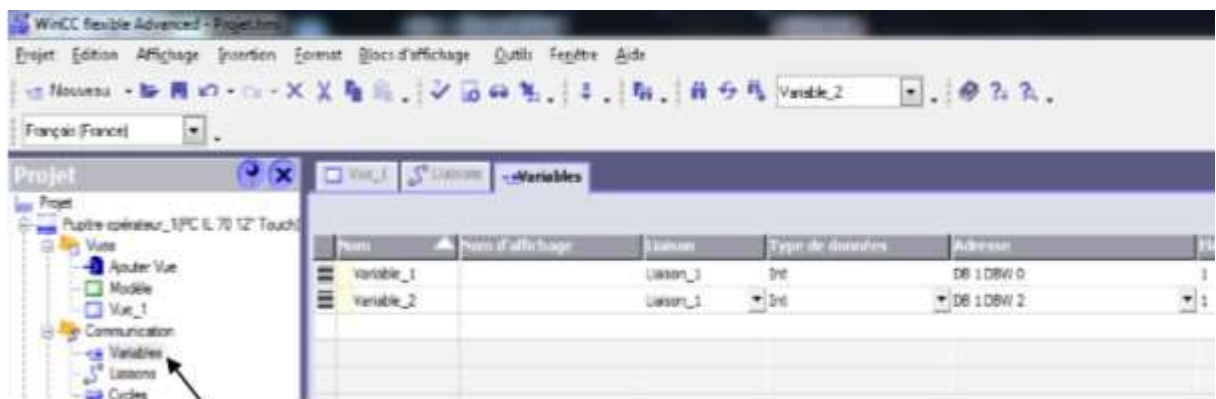 WinCC flexible Advanced - Projet.hmi
Projet Edition Affichage Insertion Format Blocs d'affichage Outils Fenêtre Aide
Nouveau Variable_2
Français (France)
Projet
Vue_1 Liaisons Variables
Projet
Pupitre opérateur_1(PC IL 70 12" Touch)
Vues
Ajouter Vue
Modèle
Vue_1
Communication
Variables
Liaisons
Cycles
Nom Nom d'affichage Liaison Type de données Adresse
Variable_1 Liaison_1 Int DB 1 DBW 0 1
Variable_2 Liaison_1 Int DB 1 DBW 2 1